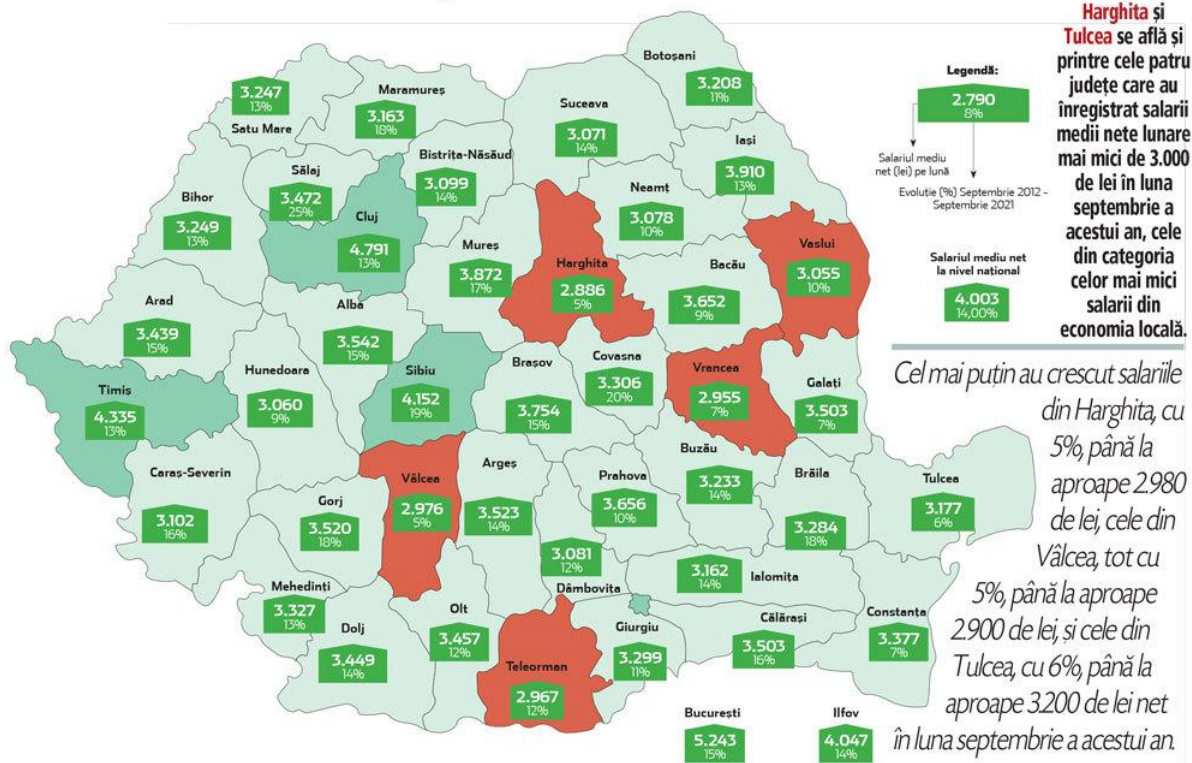 Botoșani
3.208
11%
3.247
13%
Satu Mare
Maramureș
3.163
18%
Suceava
3.071
14%
Iași
3.910
13%
Bistrița-Năsăud
3.099
14%
Sălaj
3.472
25%
Neamț
3.078
10%
Bihor
3.249
13%
Cluj
4.791
13%
Mureș
3.872
17%
Harghita
2.886
5%
Bacău
3.652
9%
Vaslui
3.055
10%
Arad
3.439
15%
Alba
3.542
15%
Hunedoara
3.060
9%
Sibiu
4.152
19%
Brașov
3.754
15%
Covasna
3.306
20%
Vrancea
2.955
7%
Galați
3.503
7%
Timiș
4.335
13%
Caraș-Severin
3.102
16%
Gorj
3.520
18%
Vâlcea
2.976
5%
Argeș
3.523
14%
Prahova
3.656
10%
Buzău
3.233
14%
Brăila
3.284
18%
Tulcea
3.177
6%
3.081
12%
Dâmbovița
3.162
14%
Ialomița
Mehedinți
3.327
13%
Dolj
3.449
14%
Olt
3.457
12%
Teleorman
2.967
12%
Giurgiu
3.299
11%
Călărași
3.503
16%
Constanța
3.377
7%
București
5.243
15%
Ilfov
4.047
14%
Legendă:
2.790
8%
Salariul mediu
net (lei) pe lună
Evolutie (%) Septembrie 2012 -
Septembrie 2021
Salariul mediu net
la nivel național
4.003
14,00%
Harghita și
Tulcea se află și
printre cele patru
județe care au
înregistrat salarii
medii nete lunare
mai mici de 3.000
de lei în luna
septembrie a
acestui an, cele
din categoria
celor mai mici
salarii din
economia locală.
Cel mai puțin au crescut salariile
din Harghita, cu
5%, până la
aproape 2.980
de lei, cele din
Vâlcea, tot cu
5%, până la aproape
2.900 de lei, si cele din
Tulcea, cu 6%, până la
aproape 3.200 de lei net
în luna septembrie a acestui an.